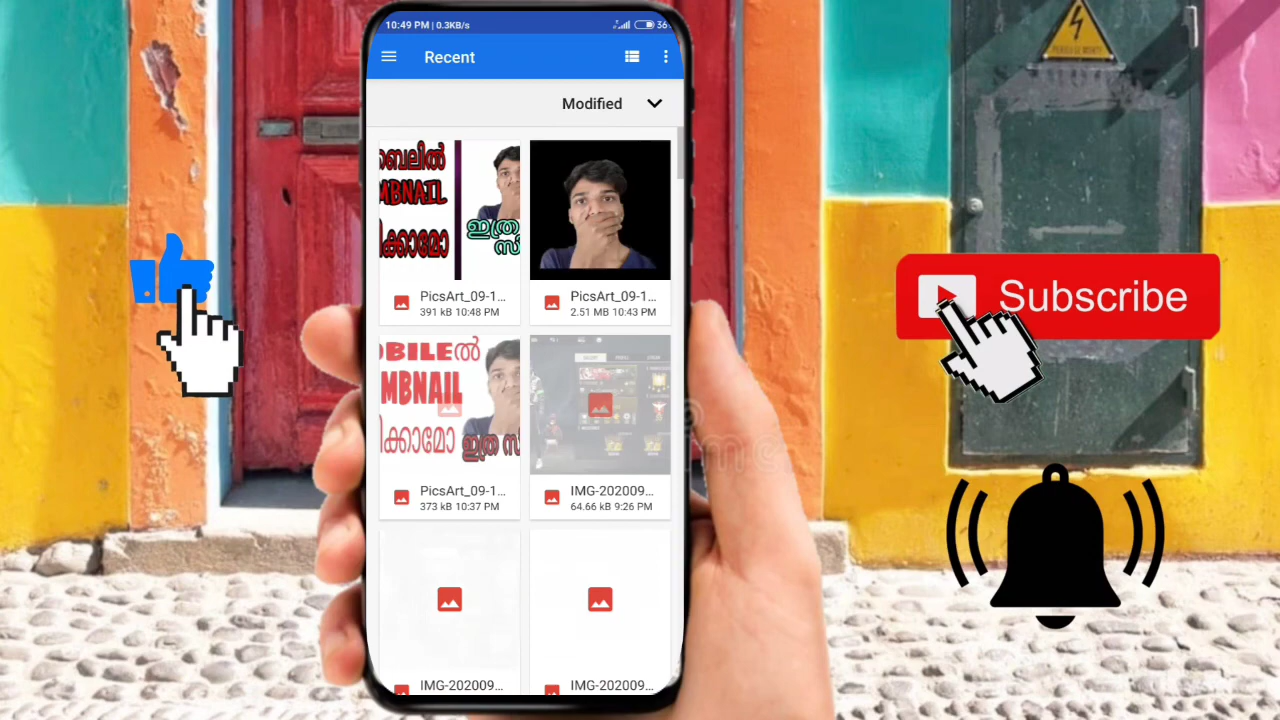 10:49 PM | 0.3KB/s
36
Recent
Modified
ബൈലിൽ
MBNAIL
ിക്കാമോ
ഇത്ര
സി
PicsArt_09-1...
391 kB 10:48 PM
PicsArt_09-1...
2.51 MB 10:43 PM
OBILEൽ
MBNAIL
ിക്കാമോ ഇത്ര സി
PicsArt_09-1...
373 kB 10:37 PM
IMG-202009...
64.66 kB 9:26 PM
IMG-202009...
IMG-202009...
Subscribe